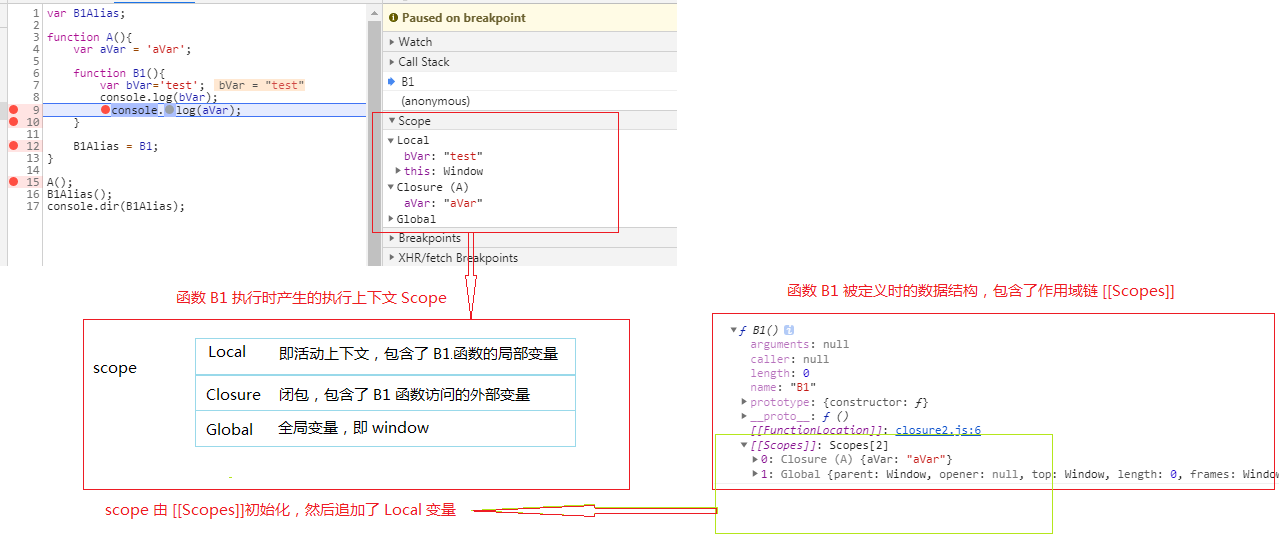 1 var B1Alias;
2
3 function A(){
4 var aVar = 'aVar';
5
6 function B1(){
7 var bVar='test'; bVar = "test"
8 console.log(bVar);
9 console.log(aVar);
10 }
11
12 B1Alias = B1;
13 }
14
15 A();
16 B1Alias();
17 console.dir(B1Alias);
Paused on breakpoint
Watch
Call Stack
B1
(anonymous)
Scope
Local
bVar: "test"
this: Window
Closure (A)
aVar: "aVar"
Global
Breakpoints
XHR/fetch Breakpoints
函数 B1 执行时产生的执行上下文 Scope
scope
Local 即活动上下文，包含了 B1 函数的局部变量
Closure 闭包，包含了 B1 函数访问的外部变量
Global 全局变量，即 window
函数 B1 被定义时的数据结构，包含了作用域链 [[Scopes]]
ƒ B1() i
arguments: null
caller: null
length: 0
name: "B1"
prototype: {constructor: ƒ}
__proto__: ƒ ()
[[FunctionLocation]]: closure2.js:6
[[Scopes]]: Scopes[2]
0: Closure (A) {aVar: "aVar"}
1: Global {parent: Window, opener: null, top: Window, length: 0, frames: Window
scope 由 [[Scopes]]初始化，然后追加了 Local 变量